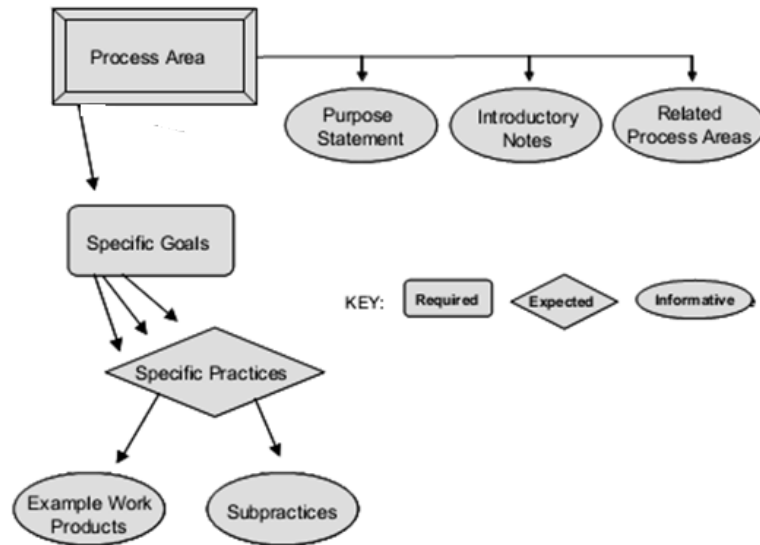 Process Area
Purpose
Statement
Introductory
Notes
Related
Process Areas
Specific Goals
KEY:
Required
Expected
Informative
Specific Practices
Example Work
Products
Subpractices